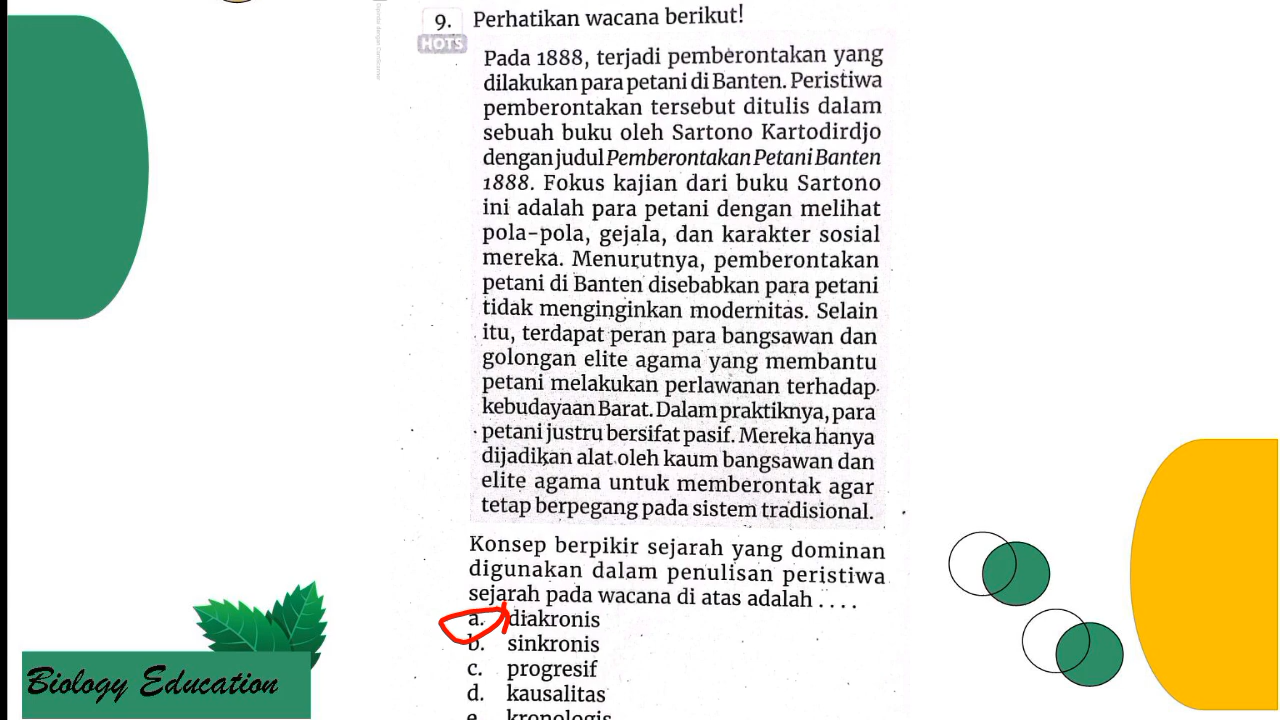 9. Perhatikan wacana berikut!
HOTS
Pada 1888, terjadi pemberontakan yang
dilakukan para petani di Banten. Peristiwa
pemberontakan tersebut ditulis dalam
sebuah buku oleh Sartono Kartodirdjo
dengan judul Pemberontakan Petani Banten
1888. Fokus kajian dari buku Sartono
ini adalah para petani dengan melihat
pola-pola, gejala, dan karakter sosial
mereka. Menurutnya, pemberontakan
petani di Banten disebabkan para petani
tidak menginginkan modernitas. Selain
itu, terdapat peran para bangsawan dan
golongan elite agama yang membantu
petani melakukan perlawanan terhadap
kebudayaan Barat. Dalam praktiknya, para
petani justru bersifat pasif. Mereka hanya
dijadikan alat oleh kaum bangsawan dan
elite agama untuk memberontak agar
tetap berpegang pada sistem tradisional.
Konsep berpikir sejarah yang dominan
digunakan dalam penulisan peristiwa
sejarah pada wacana di atas adalah . . . .
a. diakronis
b. sinkronis
c. progresif
d. kausalitas
e. kronologis
Biology Education